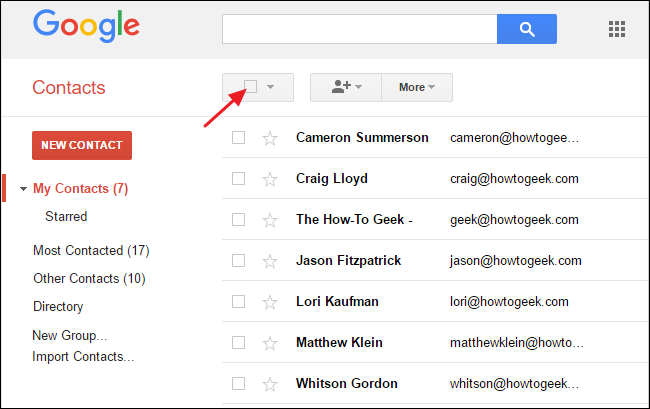 Google
Contacts
More
NEW CONTACT
My Contacts (7)
Starred
Most Contacted (17)
Other Contacts (10)
Directory
New Group...
Import Contacts...
Cameron Summerson cameron@howtogee...
Craig Lloyd craig@howtogeek.com
The How-To Geek - geek@howtogeek.com
Jason Fitzpatrick jason@howtogeek.com
Lori Kaufman lori@howtogeek.com
Matthew Klein matthewklein@howto...
Whitson Gordon whitson@howtogeek...